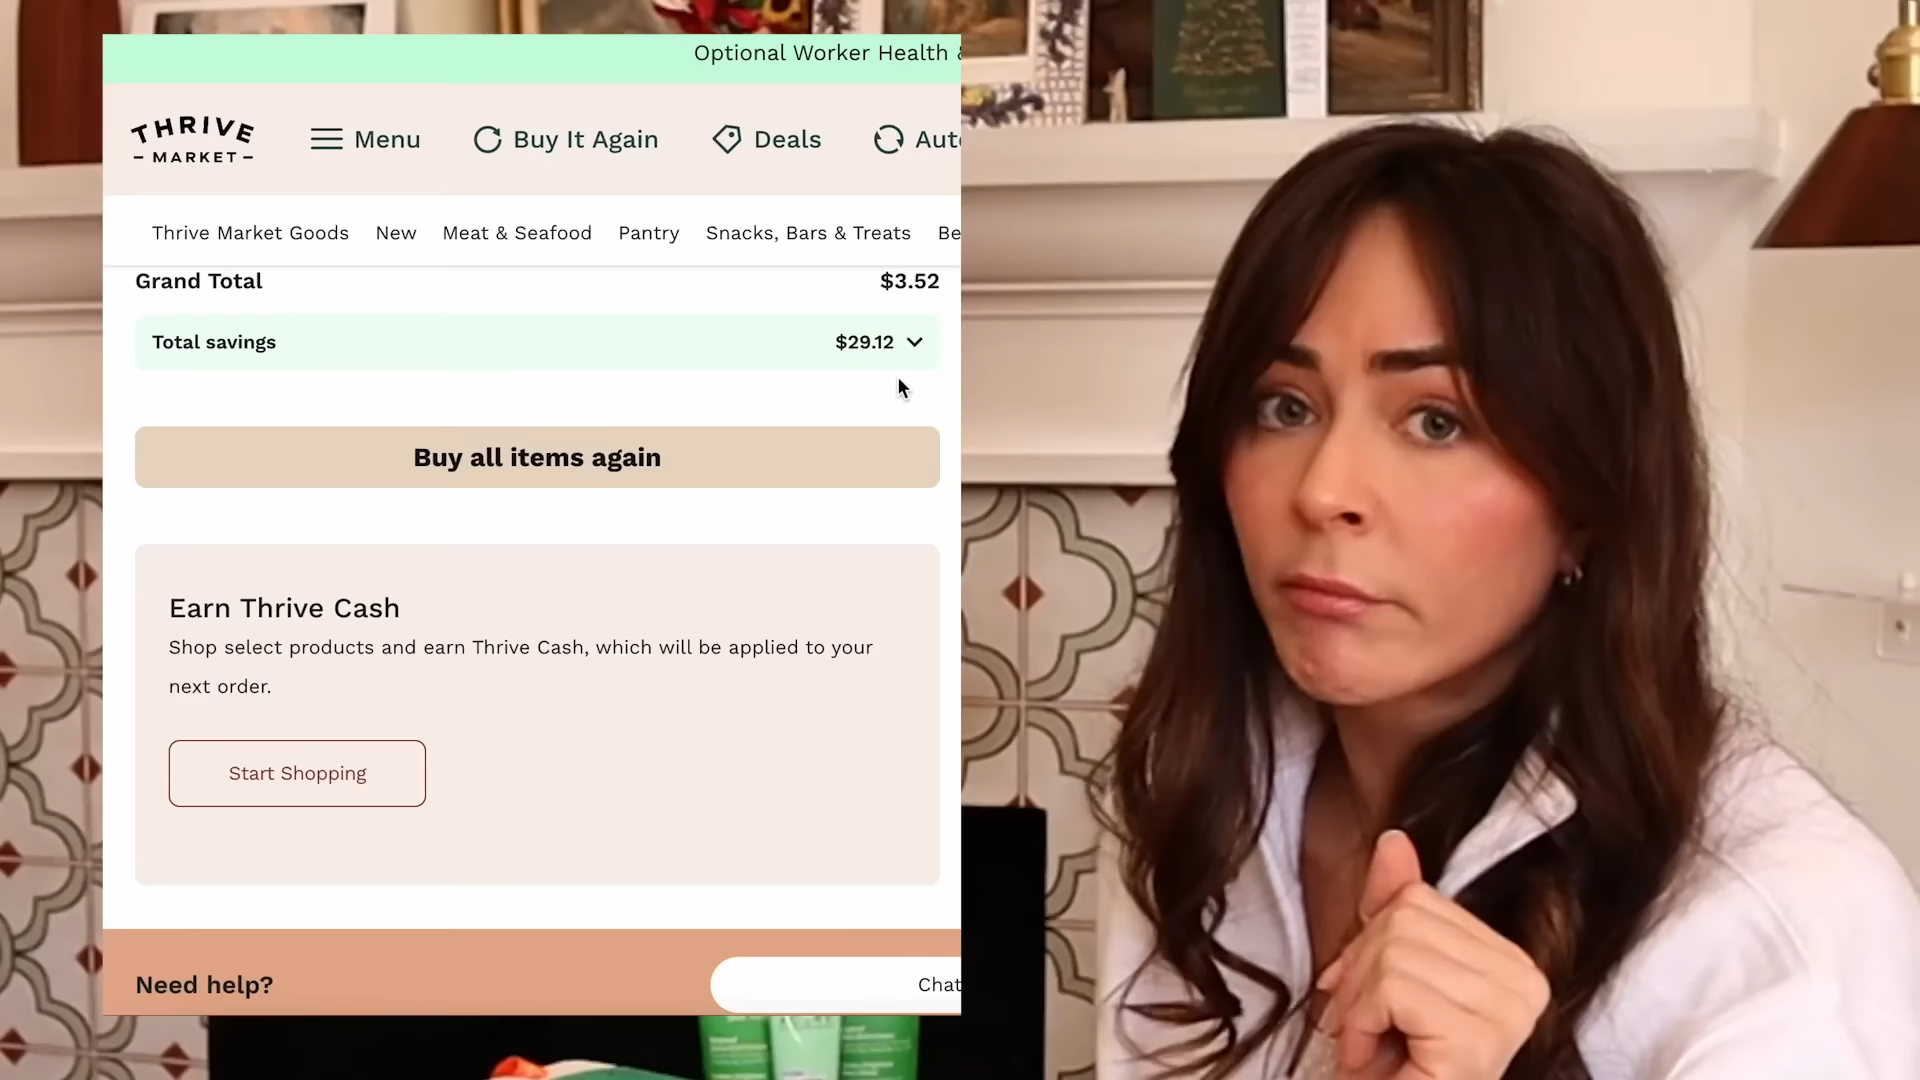 Optional Worker Health &
THRIVE
MARKET
Menu
Buy It Again
Deals
Auto
Thrive Market Goods
New
Meat & Seafood
Pantry
Snacks, Bars & Treats
Be
Grand Total
$3.52
Total savings
$29.12
Buy all items again
Earn Thrive Cash
Shop select products and earn Thrive Cash, which will be applied to your
next order.
Start Shopping
Need help?
Chat